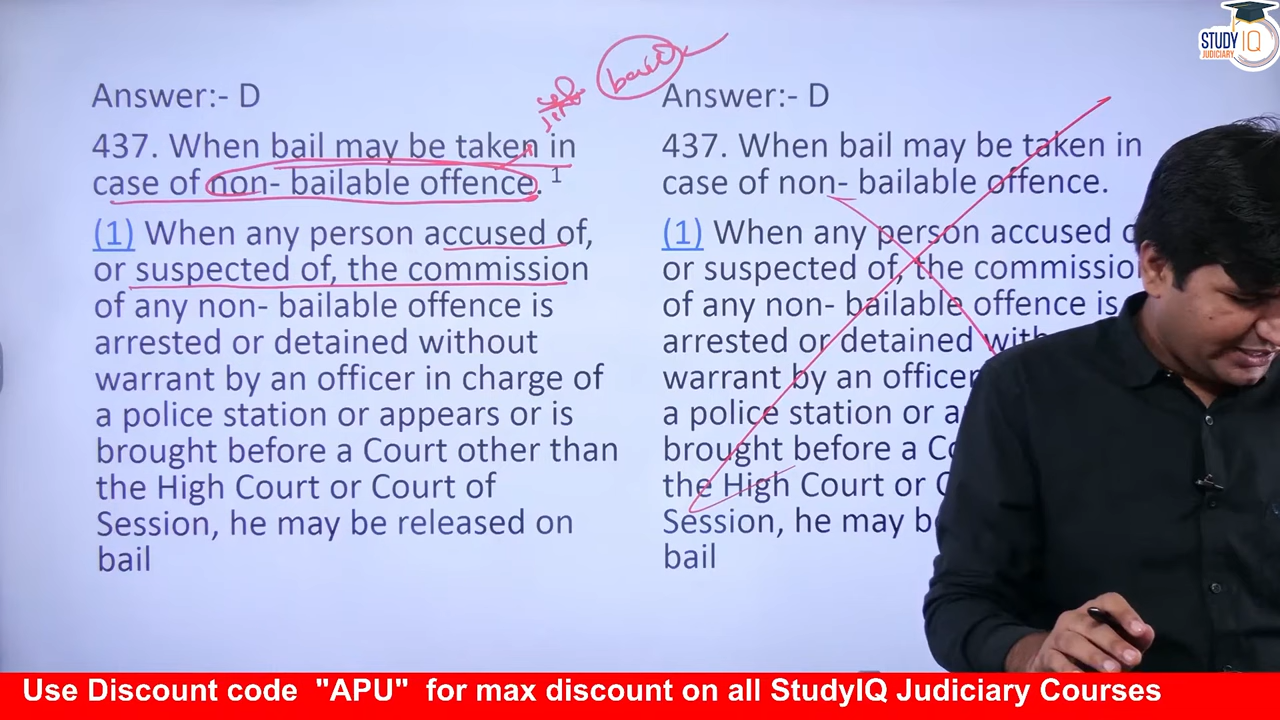 STUDY IQ
JUDICIARY
bail
Answer:- D
437. When bail may be taken in
case of non- bailable offence. 1
(1) When any person accused of,
or suspected of, the commission
of any non- bailable offence is
arrested or detained without
warrant by an officer in charge of
a police station or appears or is
brought before a Court other than
the High Court or Court of
Session, he may be released on
bail
Answer:- D
437. When bail may be taken in
case of non- bailable offence.
(1) When any person accused o
or suspected of, the commissio
of any non- bailable offence is
arrested or detained with
warrant by an officer
a police station or a
brought before a Co
the High Court or C
Session, he may b
bail
Use Discount code "APU" for max discount on all StudyIQ Judiciary Courses